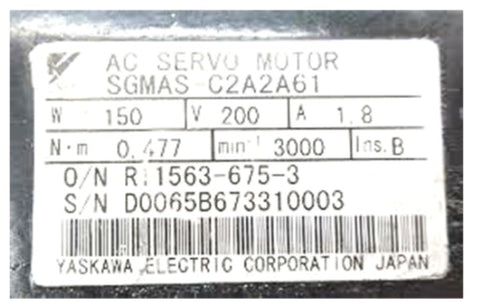 AC SERVO MOTOR
SGMAS-C2A2A61
W 150 V 200 A 1.8
N·m 0.477 min⁻¹ 3000 Ins. B
O/N R11563-675-3
S/N D0065B673310003
YASKAWA ELECTRIC CORPORATION JAPAN